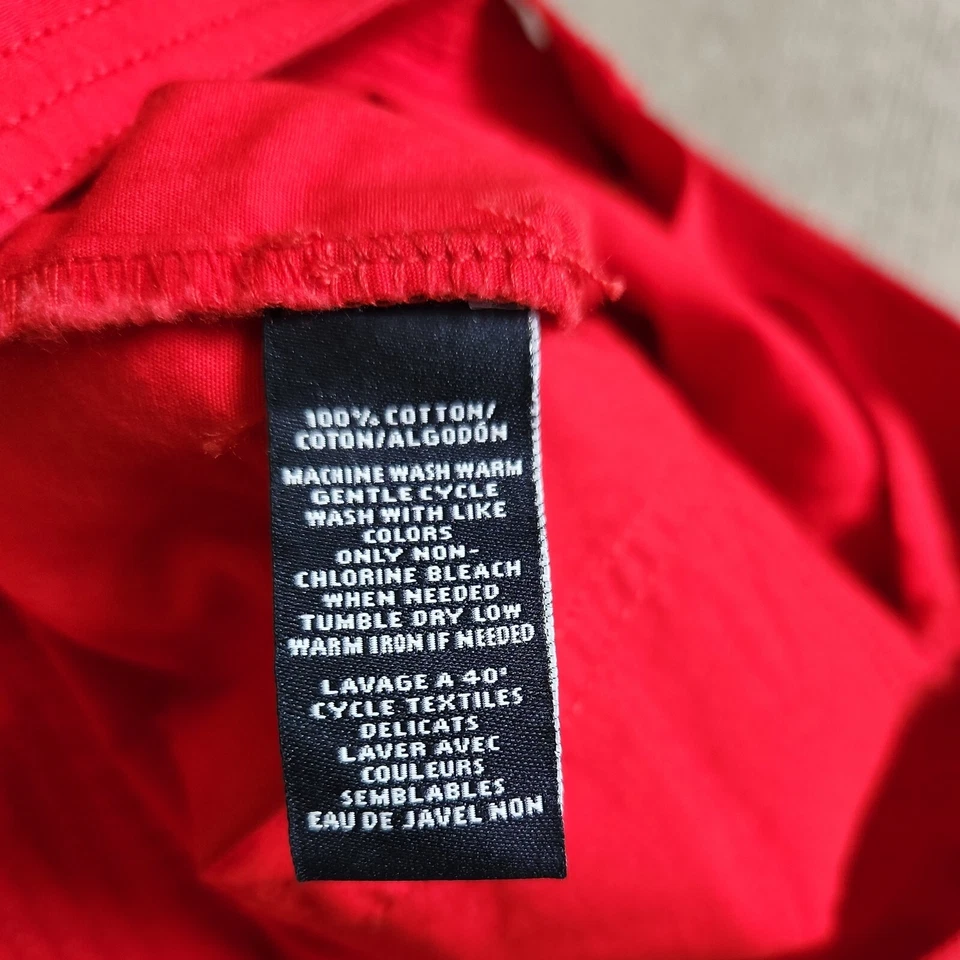 100% COTTON/
COTON/ALGODÓN
MACHINE WASH WARM
GENTLE CYCLE
WASH WITH LIKE
COLORS
ONLY NON-
CHLORINE BLEACH
WHEN NEEDED
TUMBLE DRY LOW
WARM IRON IF NEEDED
LAVAGE A 40°
CYCLE TEXTILES
DELICATS
LAVER AVEC
COULEURS
SEMBLABLES
EAU DE JAVEL NON